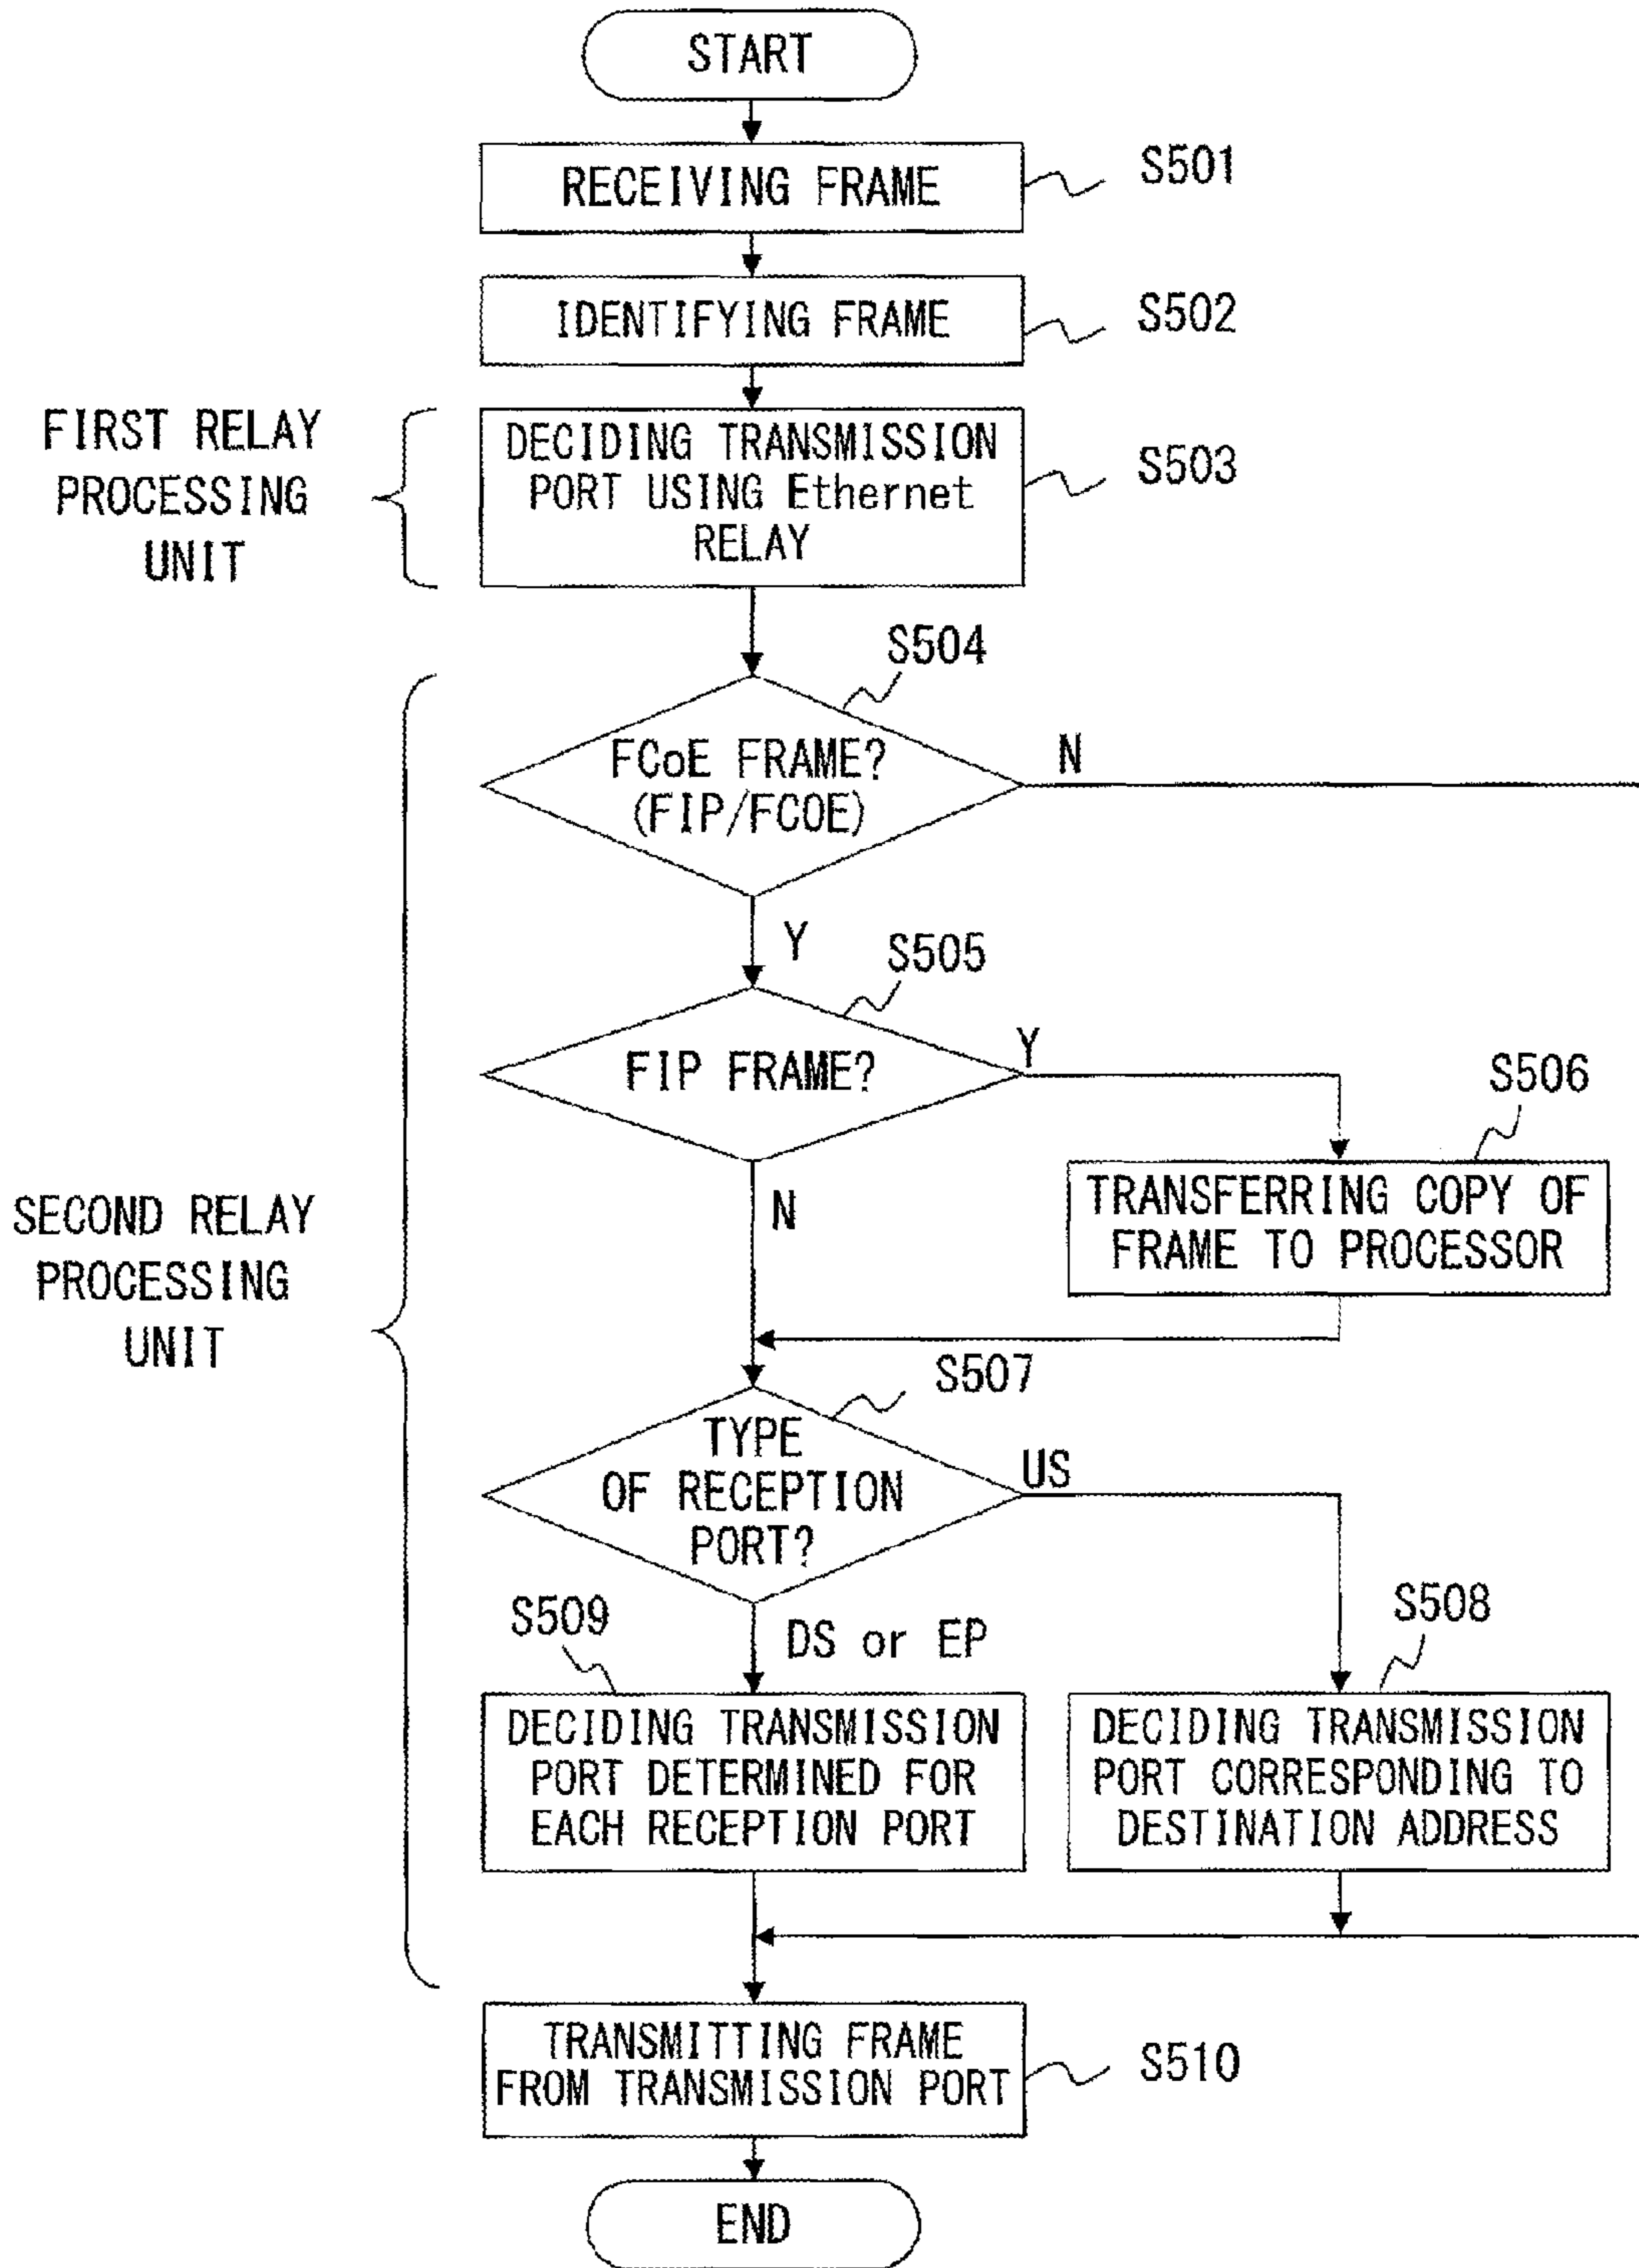 START
RECEIVING FRAME
S501
IDENTIFYING FRAME
S502
FIRST RELAY
PROCESSING
UNIT
DECIDING TRANSMISSION
PORT USING Ethernet
RELAY
S503
S504
FCoE FRAME?
(FIP/FCOE)
N
Y
S505
FIP FRAME?
Y
S506
TRANSFERRING COPY OF
FRAME TO PROCESSOR
N
SECOND RELAY
PROCESSING
UNIT
S507
TYPE
OF RECEPTION
PORT?
US
DS or EP
S509
DECIDING TRANSMISSION
PORT DETERMINED FOR
EACH RECEPTION PORT
S508
DECIDING TRANSMISSION
PORT CORRESPONDING TO
DESTINATION ADDRESS
TRANSMITTING FRAME
FROM TRANSMISSION PORT
S510
END